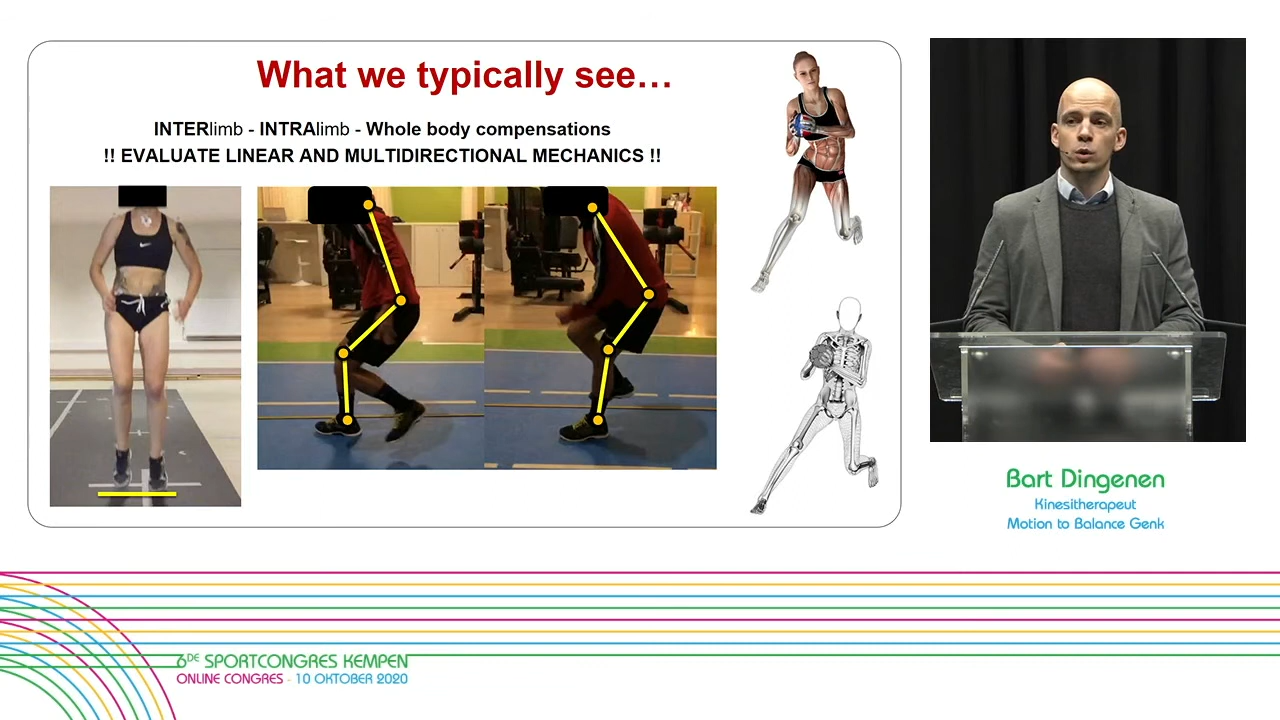 What we typically see…
INTERlimb - INTRAlimb - Whole body compensations
!! EVALUATE LINEAR AND MULTIDIRECTIONAL MECHANICS !!
Bart Dingenen
Kinesitherapeut
Motion to Balance Genk
6DE SPORTCONGRES KEMPEN
ONLINE CONGRES - 10 OKTOBER 2020